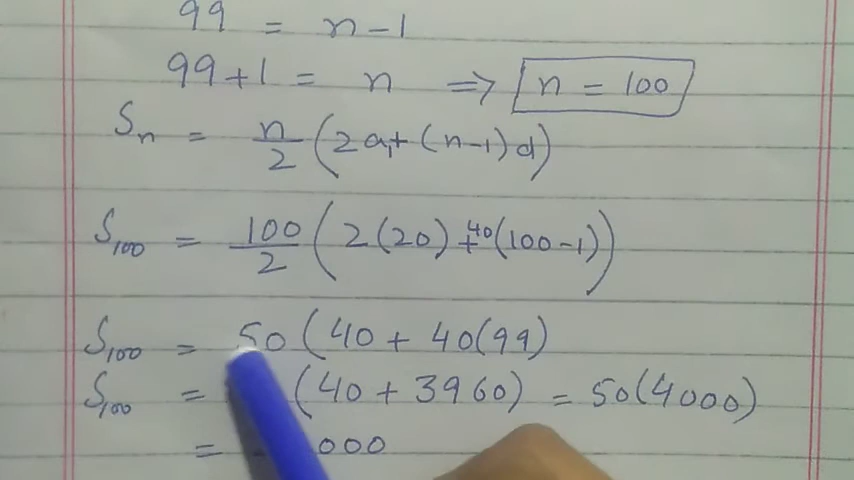 99 = n-1
99+1 = n ⇒ n = 100
Sn = n/2 (2a₁+(n-1)d)
S₁₀₀ = 100/2 (2(20)+40(100-1))
S₁₀₀ = 50(40+40(99)
S₁₀₀ = (40+3960) = 50(4000)
= 000